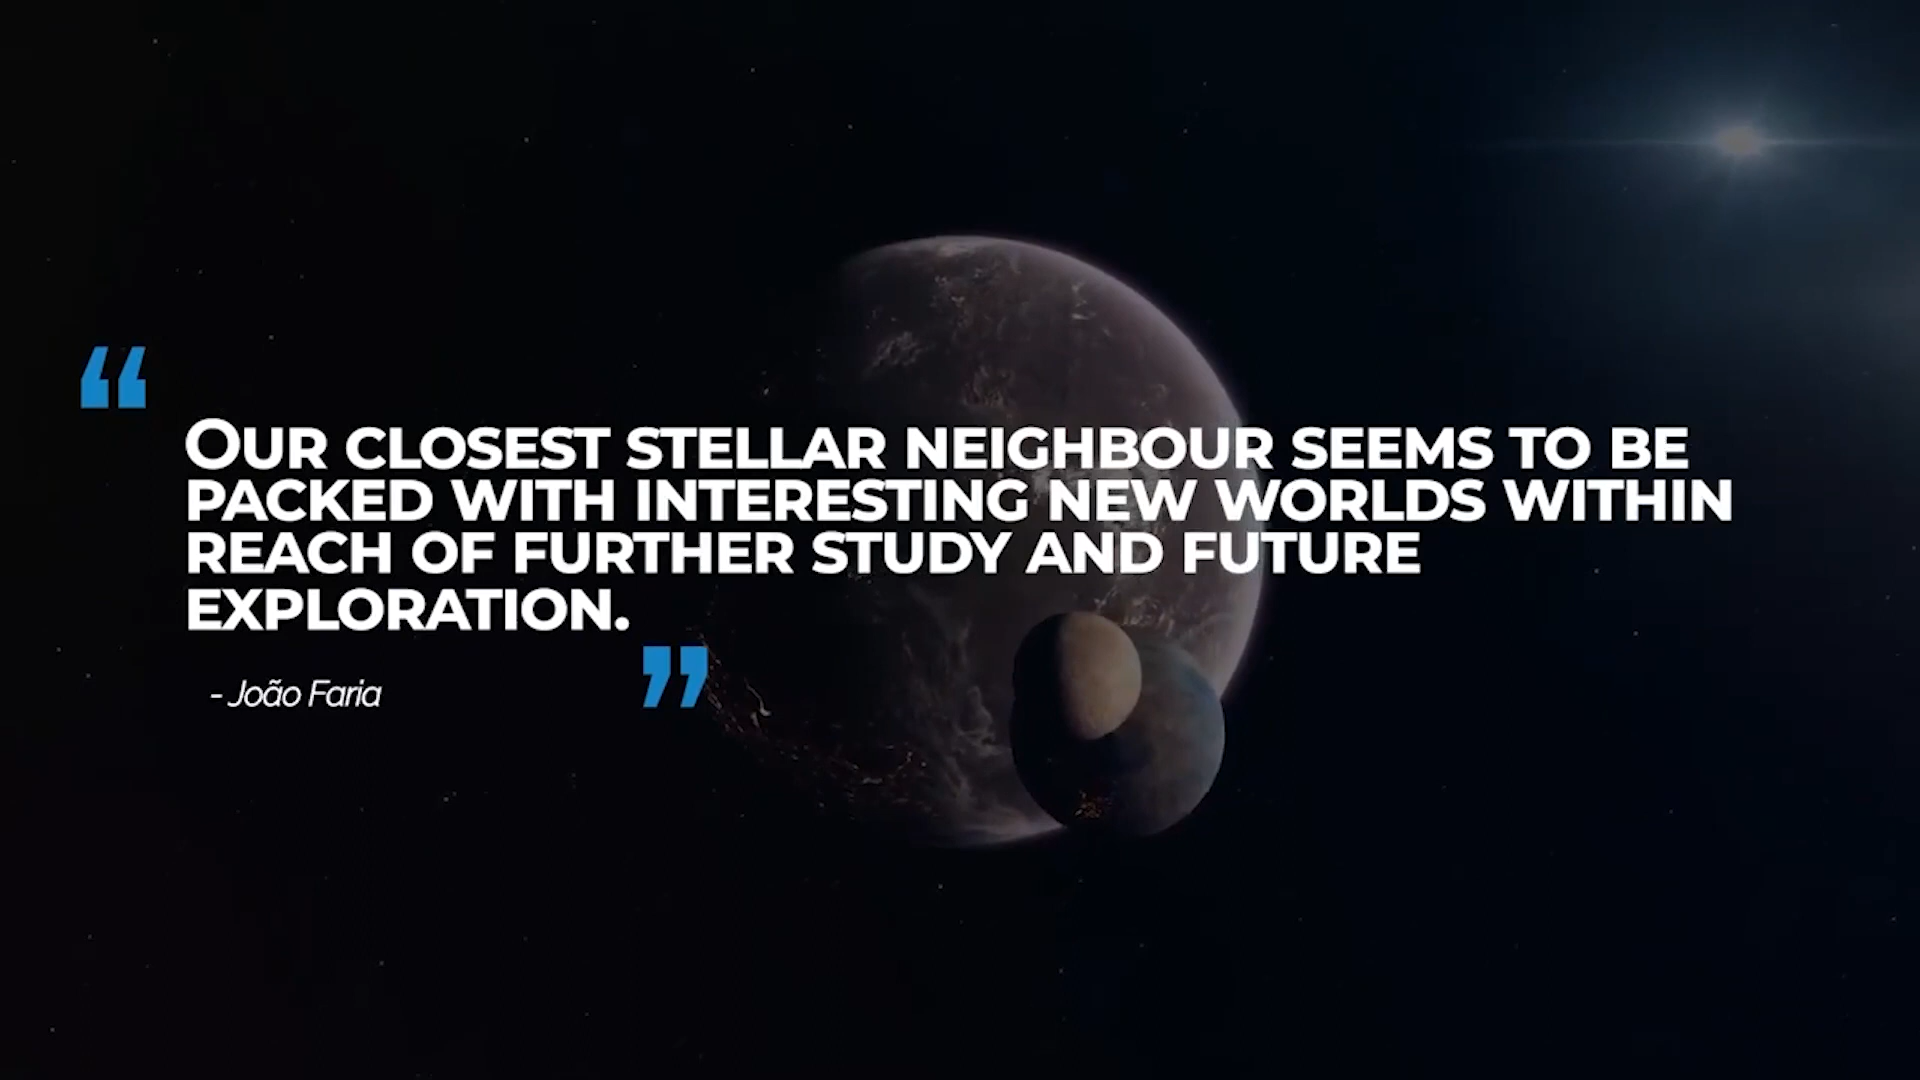 “
OUR CLOSEST STELLAR NEIGHBOUR SEEMS TO BE
PACKED WITH INTERESTING NEW WORLDS WITHIN
REACH OF FURTHER STUDY AND FUTURE
EXPLORATION.
”
- João Faria